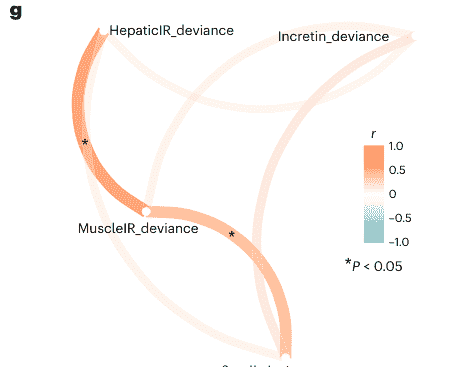 g
HepaticIR_deviance
Incretin_deviance
r
1.0
*
0.5
0
MuscleIR_deviance
*
−0.5
−1.0
*P < 0.05